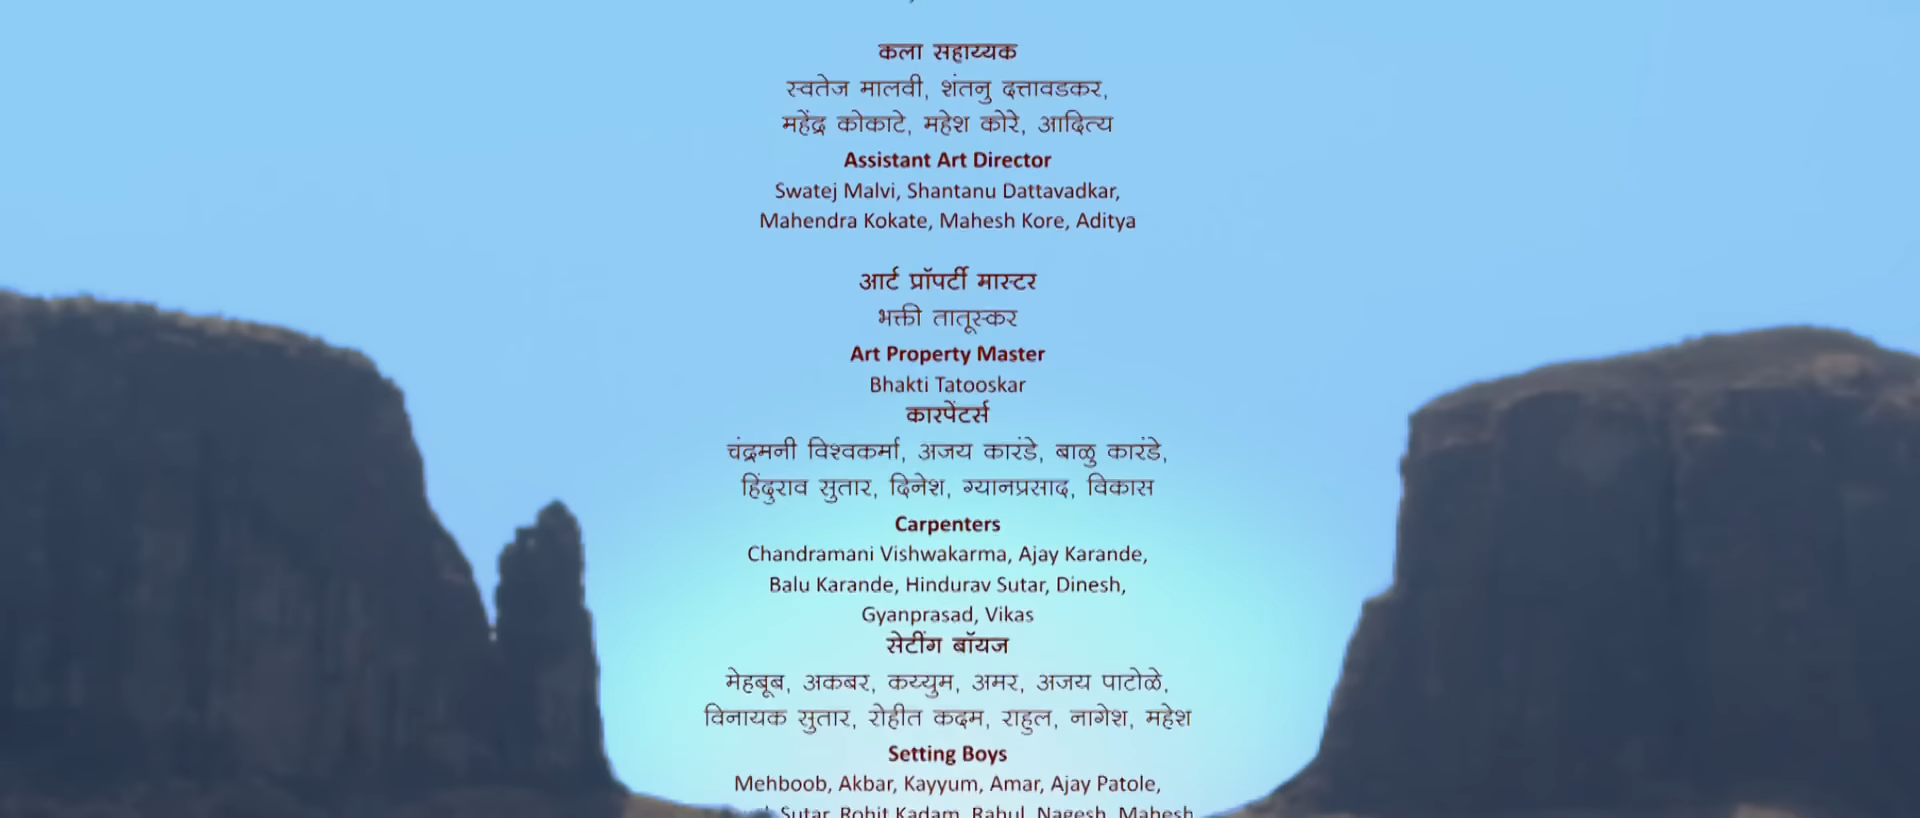 कला सहाय्यक
स्वतेज मालवी, शंतनु दत्तावडकर,
महेंद्र कोकाटे, महेश कोरे, आदित्य
Assistant Art Director
Swatej Malvi, Shantanu Dattavadkar,
Mahendra Kokate, Mahesh Kore, Aditya
आर्ट प्रॉपर्टी मास्टर
भक्ती तातूस्कर
Art Property Master
Bhakti Tatooskar
कारपेंटर्स
चंद्रमनी विश्वकर्मा, अजय कारंडे, बाळु कारंडे,
हिंदुराव सुतार, दिनेश, ग्यानप्रसाद, विकास
Carpenters
Chandramani Vishwakarma, Ajay Karande,
Balu Karande, Hindurav Sutar, Dinesh,
Gyanprasad, Vikas
सेटींग बॉयज
मेहबूब, अकबर, कय्युम, अमर, अजय पाटोळे,
विनायक सुतार, रोहीत कदम, राहुल, नागेश, महेश
Setting Boys
Mehboob, Akbar, Kayyum, Amar, Ajay Patole,
Sutar, Rohit Kadam, Rahul, Nagesh, Mahesh